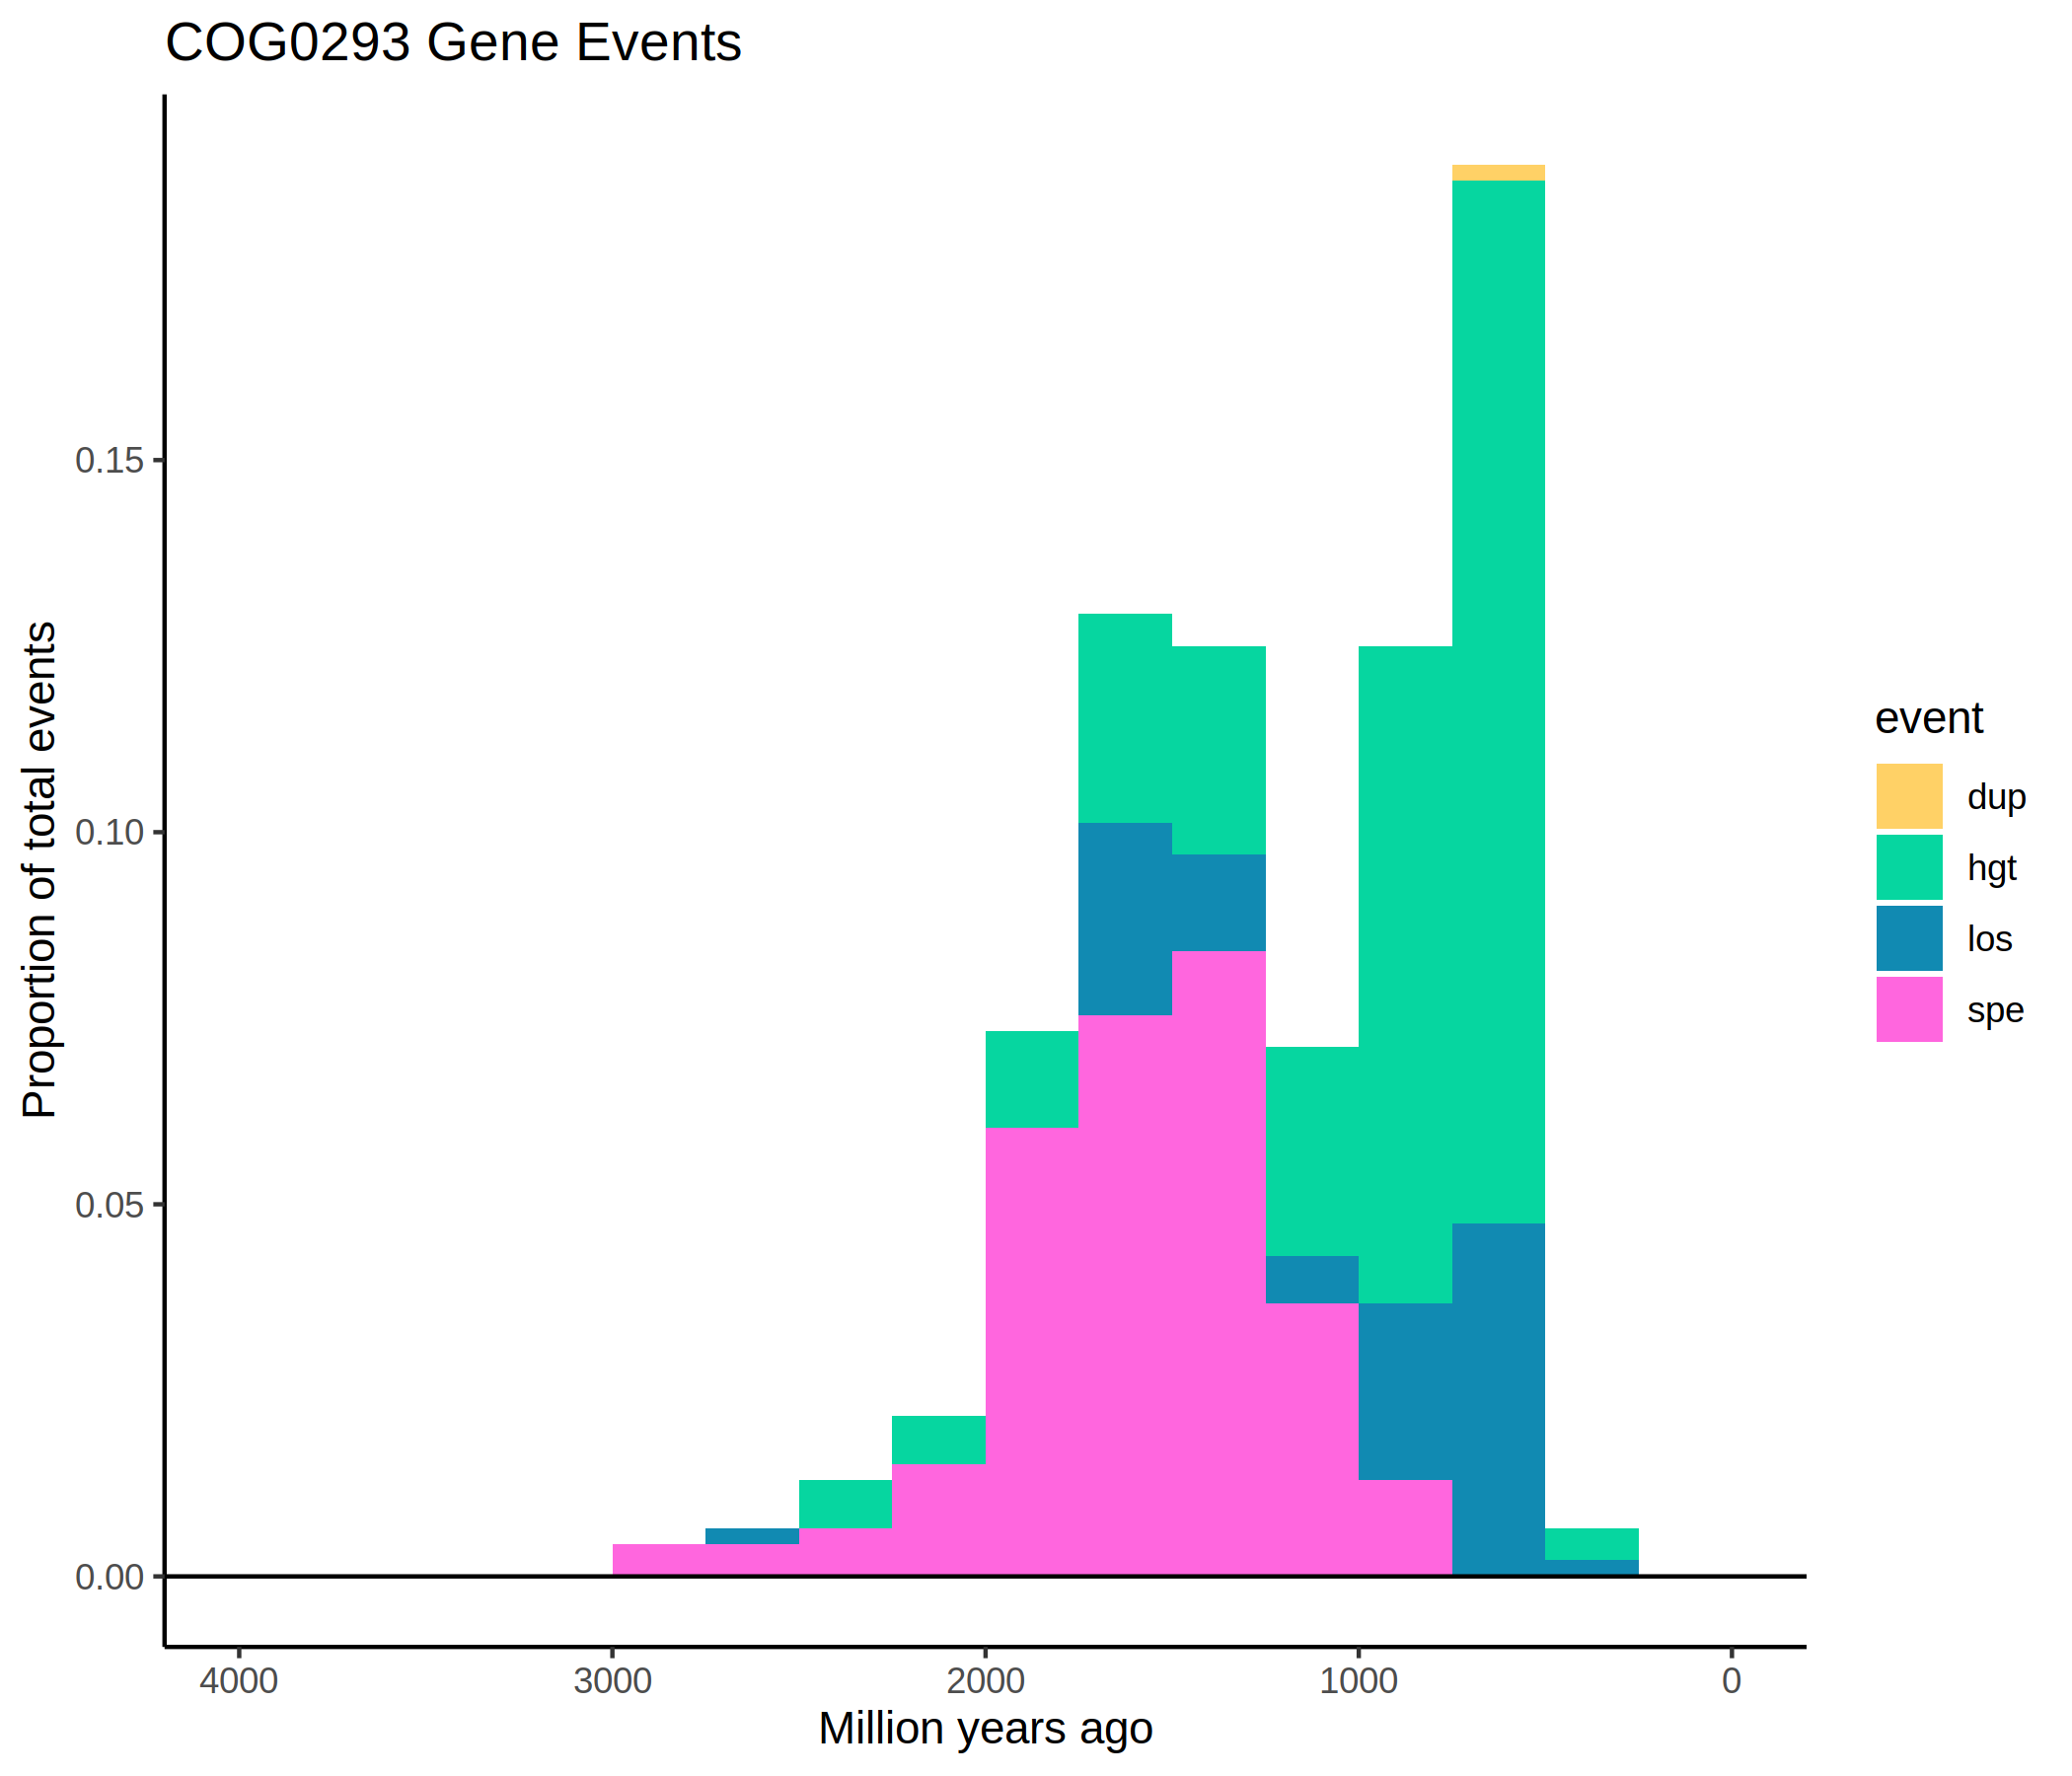 COG0293 Gene Events
Proportion of total events
0.15
0.10
0.05
0.00
4000 3000 2000 1000 0
Million years ago
event
dup
hgt
los
spe